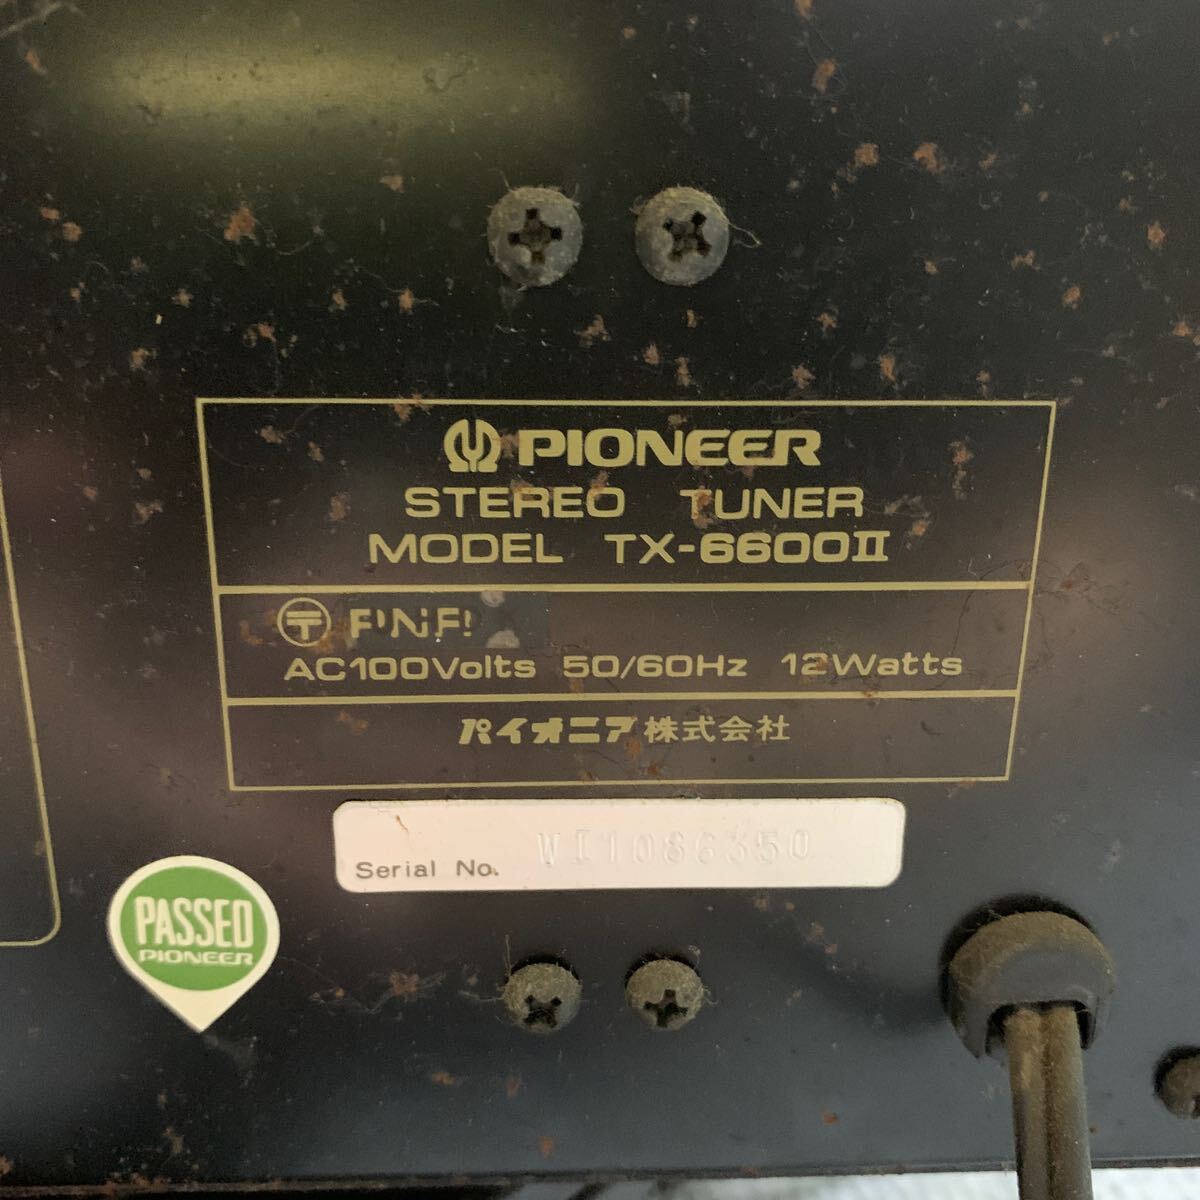 PIONEER
STEREO TUNER
MODEL TX-6600II
〒
AC100Volts 50/60Hz 12Watts
パイオニア株式会社
Serial No. WI1086350
PASSED
PIONEER